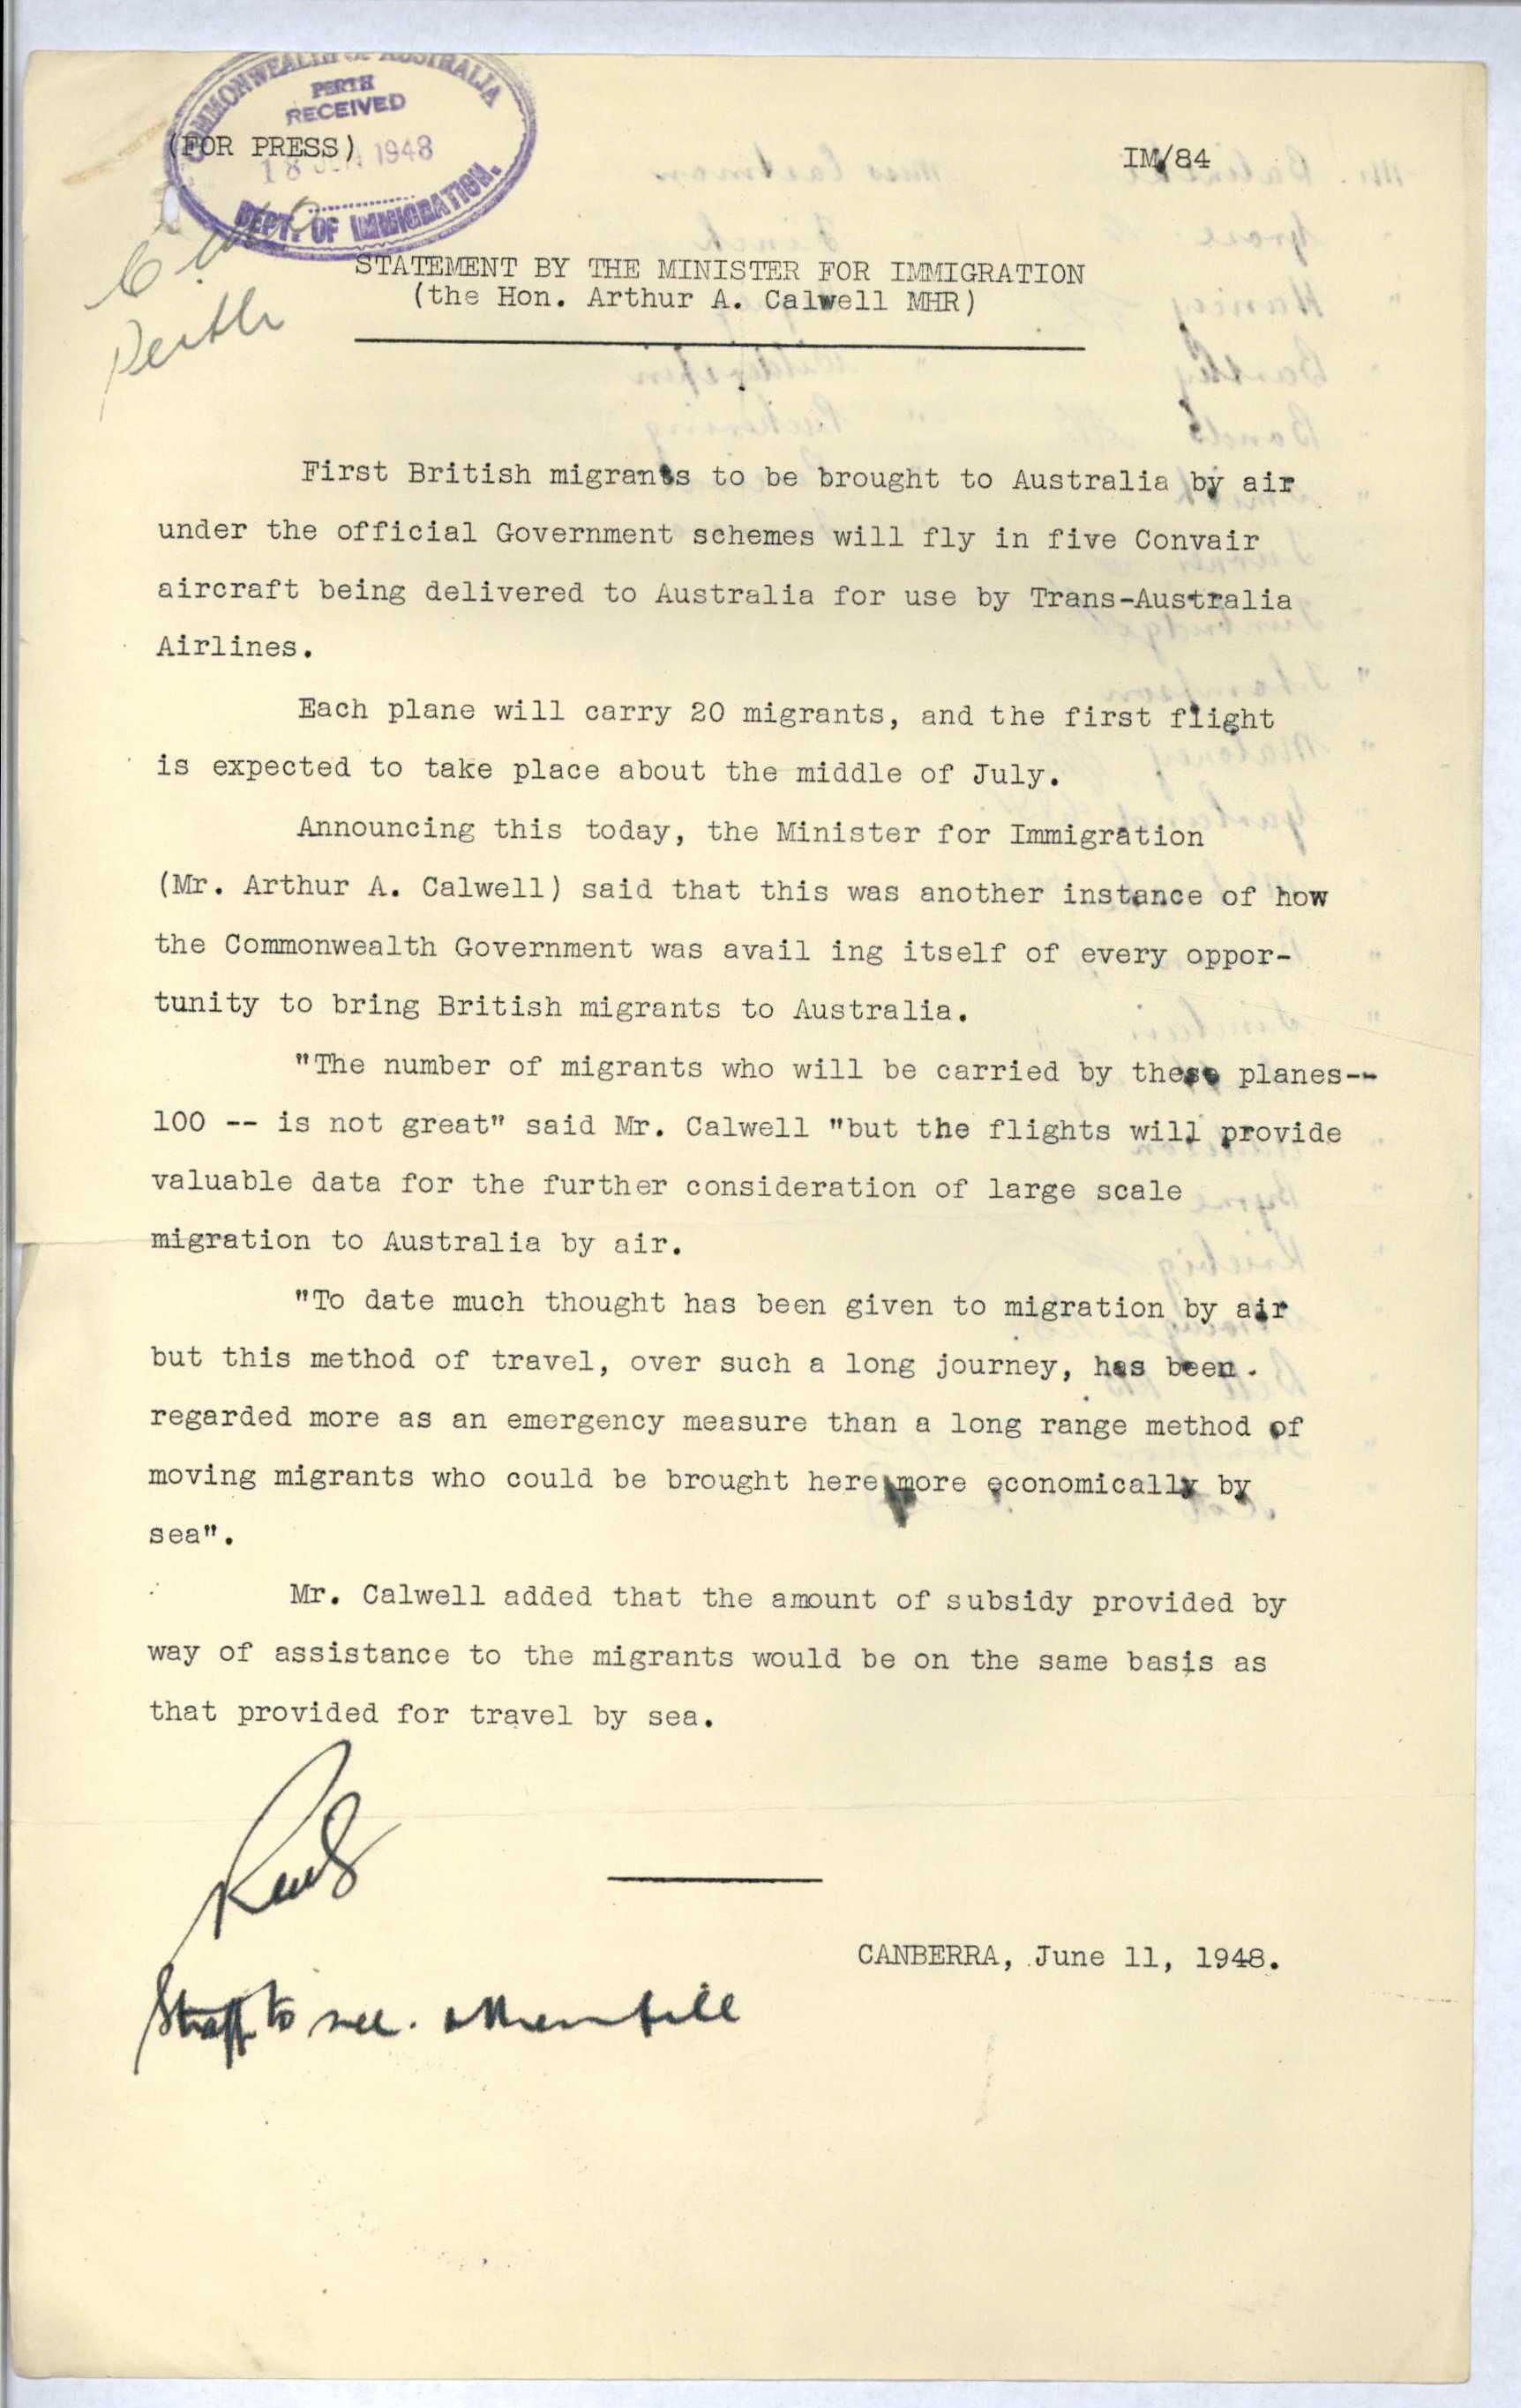 COMMONWEALTH OF AUSTRALIA
PERTH
RECEIVED
(FOR PRESS)
18 1948
DEPT. OF IMMIGRATION.
IM/84
Perth
STATEMENT BY THE MINISTER FOR IMMIGRATION
(the Hon. Arthur A. Calwell MHR)
First British migrants to be brought to Australia by air
under the official Government schemes will fly in five Convair
aircraft being delivered to Australia for use by Trans-Australia
Airlines.
Each plane will carry 20 migrants, and the first flight
is expected to take place about the middle of July.
Announcing this today, the Minister for Immigration
(Mr. Arthur A. Calwell) said that this was another instance of how
the Commonwealth Government was avail ing itself of every oppor-
tunity to bring British migrants to Australia.
"The number of migrants who will be carried by these planes--
100 -- is not great" said Mr. Calwell "but the flights will provide
valuable data for the further consideration of large scale
migration to Australia by air.
"To date much thought has been given to migration by air
but this method of travel, over such a long journey, has been
regarded more as an emergency measure than a long range method of
moving migrants who could be brought here more economically by
sea".
Mr. Calwell added that the amount of subsidy provided by
way of assistance to the migrants would be on the same basis as
that provided for travel by sea.
CANBERRA, June 11, 1948.
Staff to see. & then file